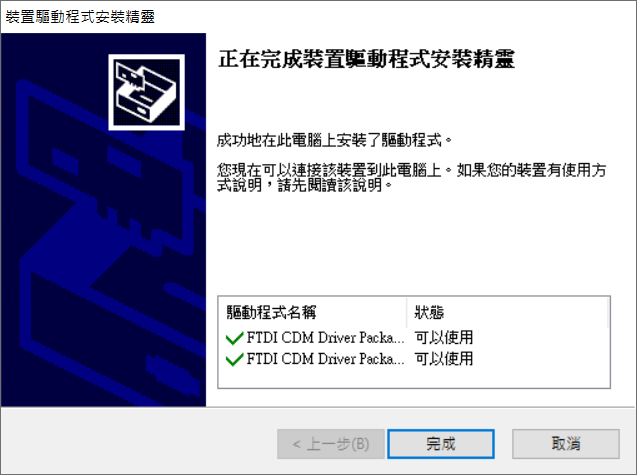 裝置驅動程式安裝精靈
正在完成裝置驅動程式安裝精靈
成功地在此電腦上安裝了驅動程式。
您現在可以連接該裝置到此電腦上。如果您的裝置有使用方
式說明，請先閱讀該說明。
驅動程式名稱 狀態
FTDI CDM Driver Packa... 可以使用
FTDI CDM Driver Packa... 可以使用
< 上一步(B) 完成 取消